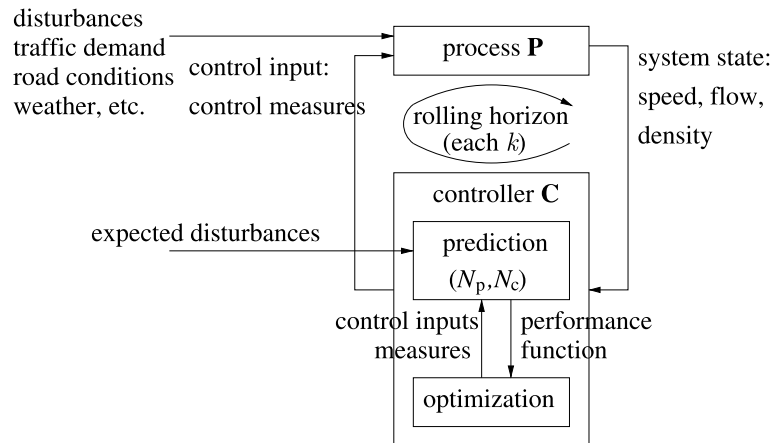 disturbances
traffic demand
road conditions
weather, etc.
control input:
control measures
process P
system state:
speed, flow,
density
rolling horizon
(each k)
controller C
expected disturbances
prediction
(Np,Nc)
control inputs
measures
performance
function
optimization